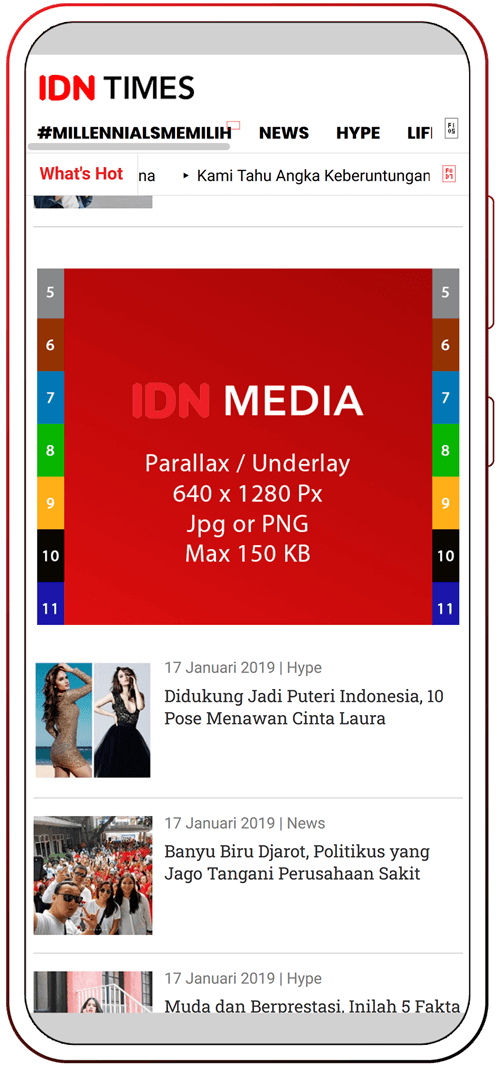 IDN TIMES
#MILLENNIALSMEMILIH NEWS HYPE
What's Hot na ‣ Kami Tahu Angka Keberuntungan
5 5
6 6
IDN MEDIA
7 7
8 8
Parallax / Underlay
640 x 1280 Px
9 9
Jpg or PNG
10 10
Max 150 KB
11 11
17 Januari 2019 | Hype
Didukung Jadi Puteri Indonesia, 10
Pose Menawan Cinta Laura
17 Januari 2019 | News
Banyu Biru Djarot, Politikus yang
Jago Tangani Perusahaan Sakit
17 Januari 2019 | Hype
Muda dan Berprestasi, Inilah 5 Fakta